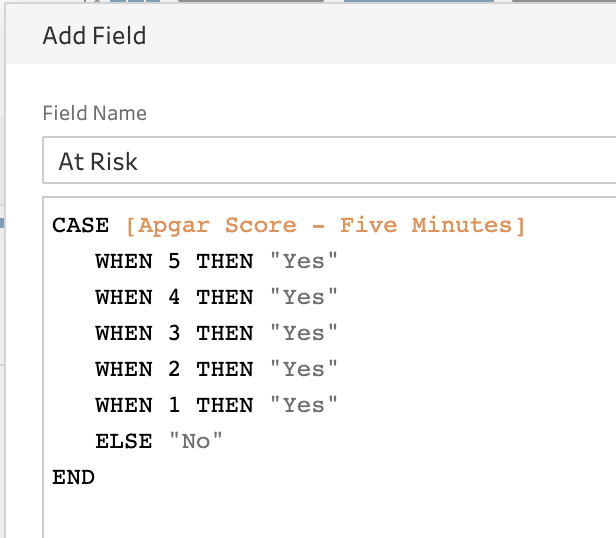 Add Field
Field Name
At Risk
CASE [Apgar Score - Five Minutes]
WHEN 5 THEN "Yes"
WHEN 4 THEN "Yes"
WHEN 3 THEN "Yes"
WHEN 2 THEN "Yes"
WHEN 1 THEN "Yes"
ELSE "No"
END